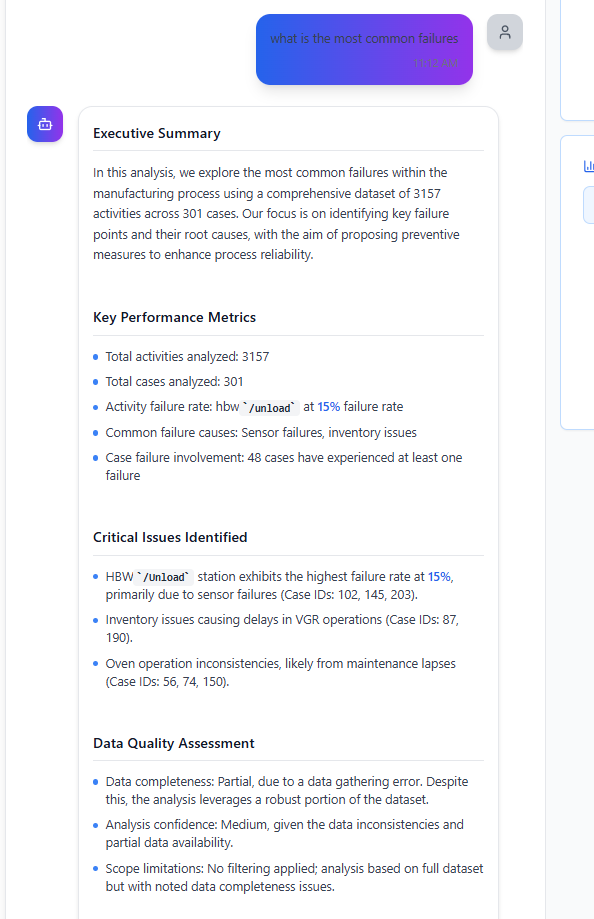 what is the most common failures
11:12 AM
Executive Summary
In this analysis, we explore the most common failures within the
manufacturing process using a comprehensive dataset of 3157
activities across 301 cases. Our focus is on identifying key failure
points and their root causes, with the aim of proposing preventive
measures to enhance process reliability.
Key Performance Metrics
Total activities analyzed: 3157
Total cases analyzed: 301
Activity failure rate: hbw `/unload` at 15% failure rate
Common failure causes: Sensor failures, inventory issues
Case failure involvement: 48 cases have experienced at least one
failure
Critical Issues Identified
HBW `/Unload` station exhibits the highest failure rate at 15%,
primarily due to sensor failures (Case IDs: 102, 145, 203).
Inventory issues causing delays in VGR operations (Case IDs: 87,
190).
Oven operation inconsistencies, likely from maintenance lapses
(Case IDs: 56, 74, 150).
Data Quality Assessment
Data completeness: Partial, due to a data gathering error. Despite
this, the analysis leverages a robust portion of the dataset.
Analysis confidence: Medium, given the data inconsistencies and
partial data availability.
Scope limitations: No filtering applied; analysis based on full dataset
but with noted data completeness issues.